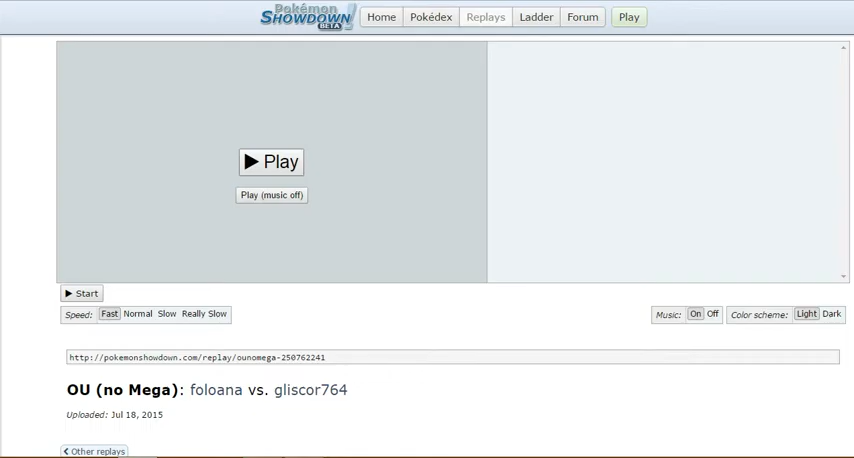 Pokémon
SHOWDOWN!
BETA
Home Pokédex Replays Ladder Forum Play
Play
Play (music off)
Start
Speed: Fast Normal Slow Really Slow Music: On Off Color scheme: Light Dark
http://pokemonshowdown.com/replay/ounomega-250762241
OU (no Mega): foloana vs. gliscor764
Uploaded: Jul 18, 2015
Other replays